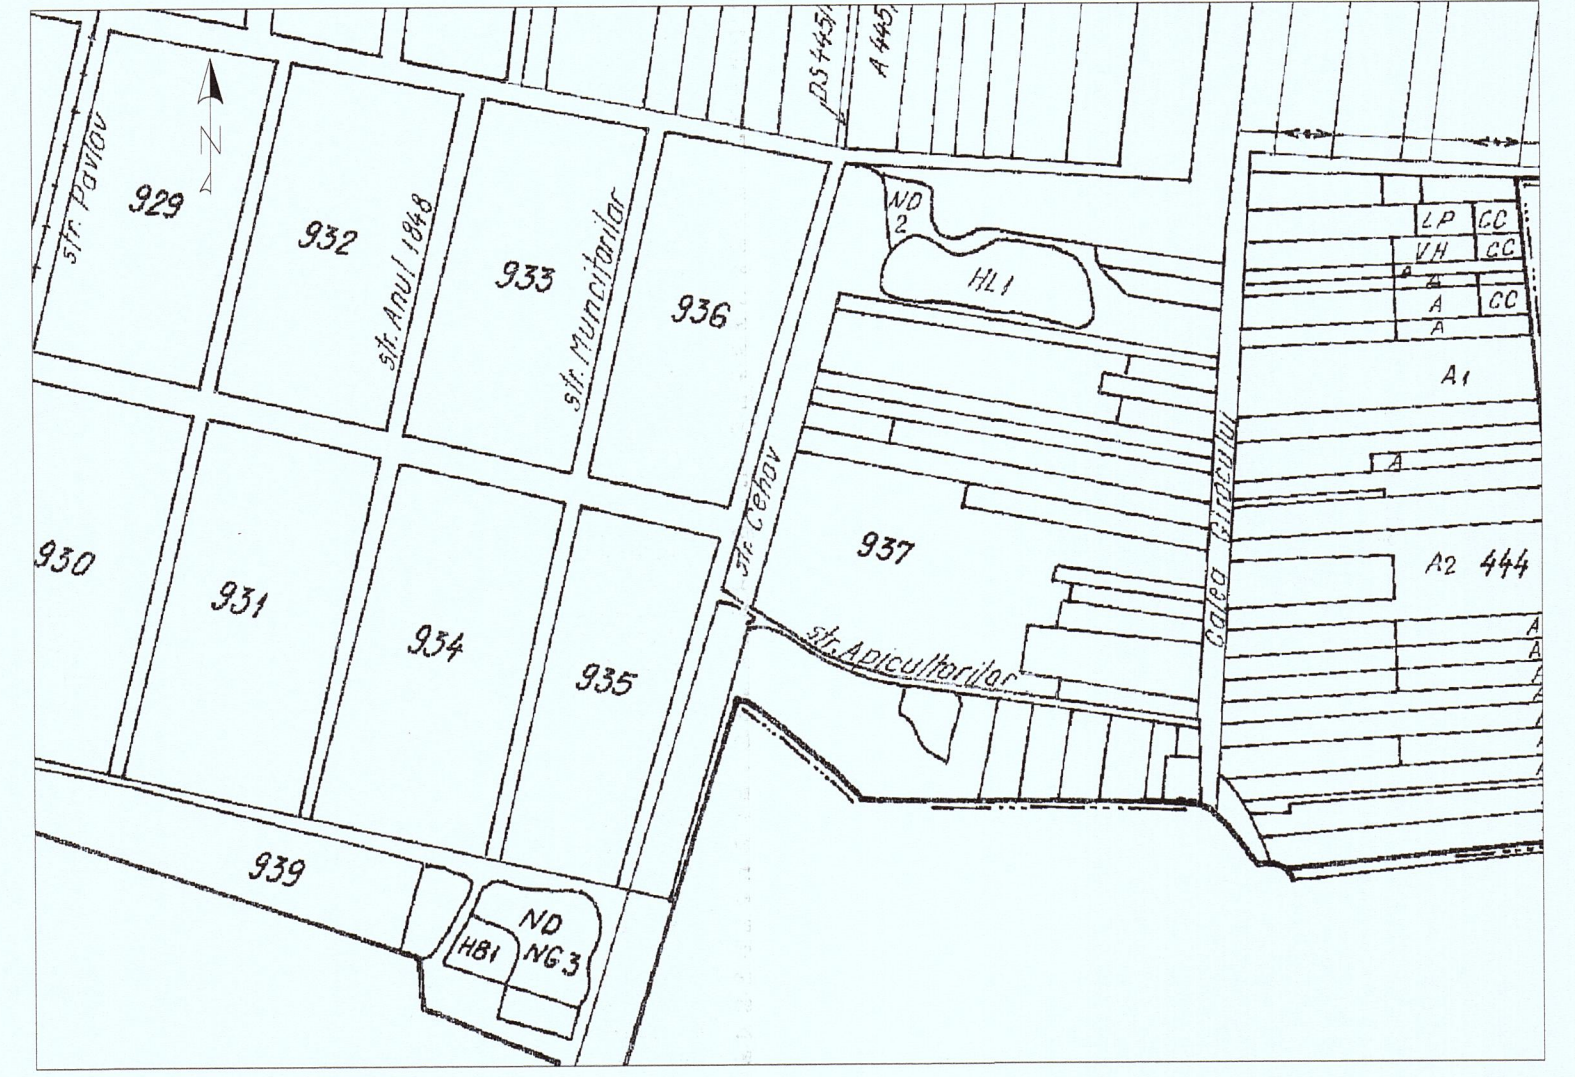 DS 445/
A 445/
N
str. Pavlov
929
932
str. Anul 1848
933
str. Muncitorilor
936
ND
2
HL1
LP
CC
VH
CC
A
A
CC
A
A1
str. Cehov
Calea Girocului
A
930
931
934
935
937
A2 444
str. Apicultorilor
A
A
A
A
A
A
A
939
ND
HB1
NG3